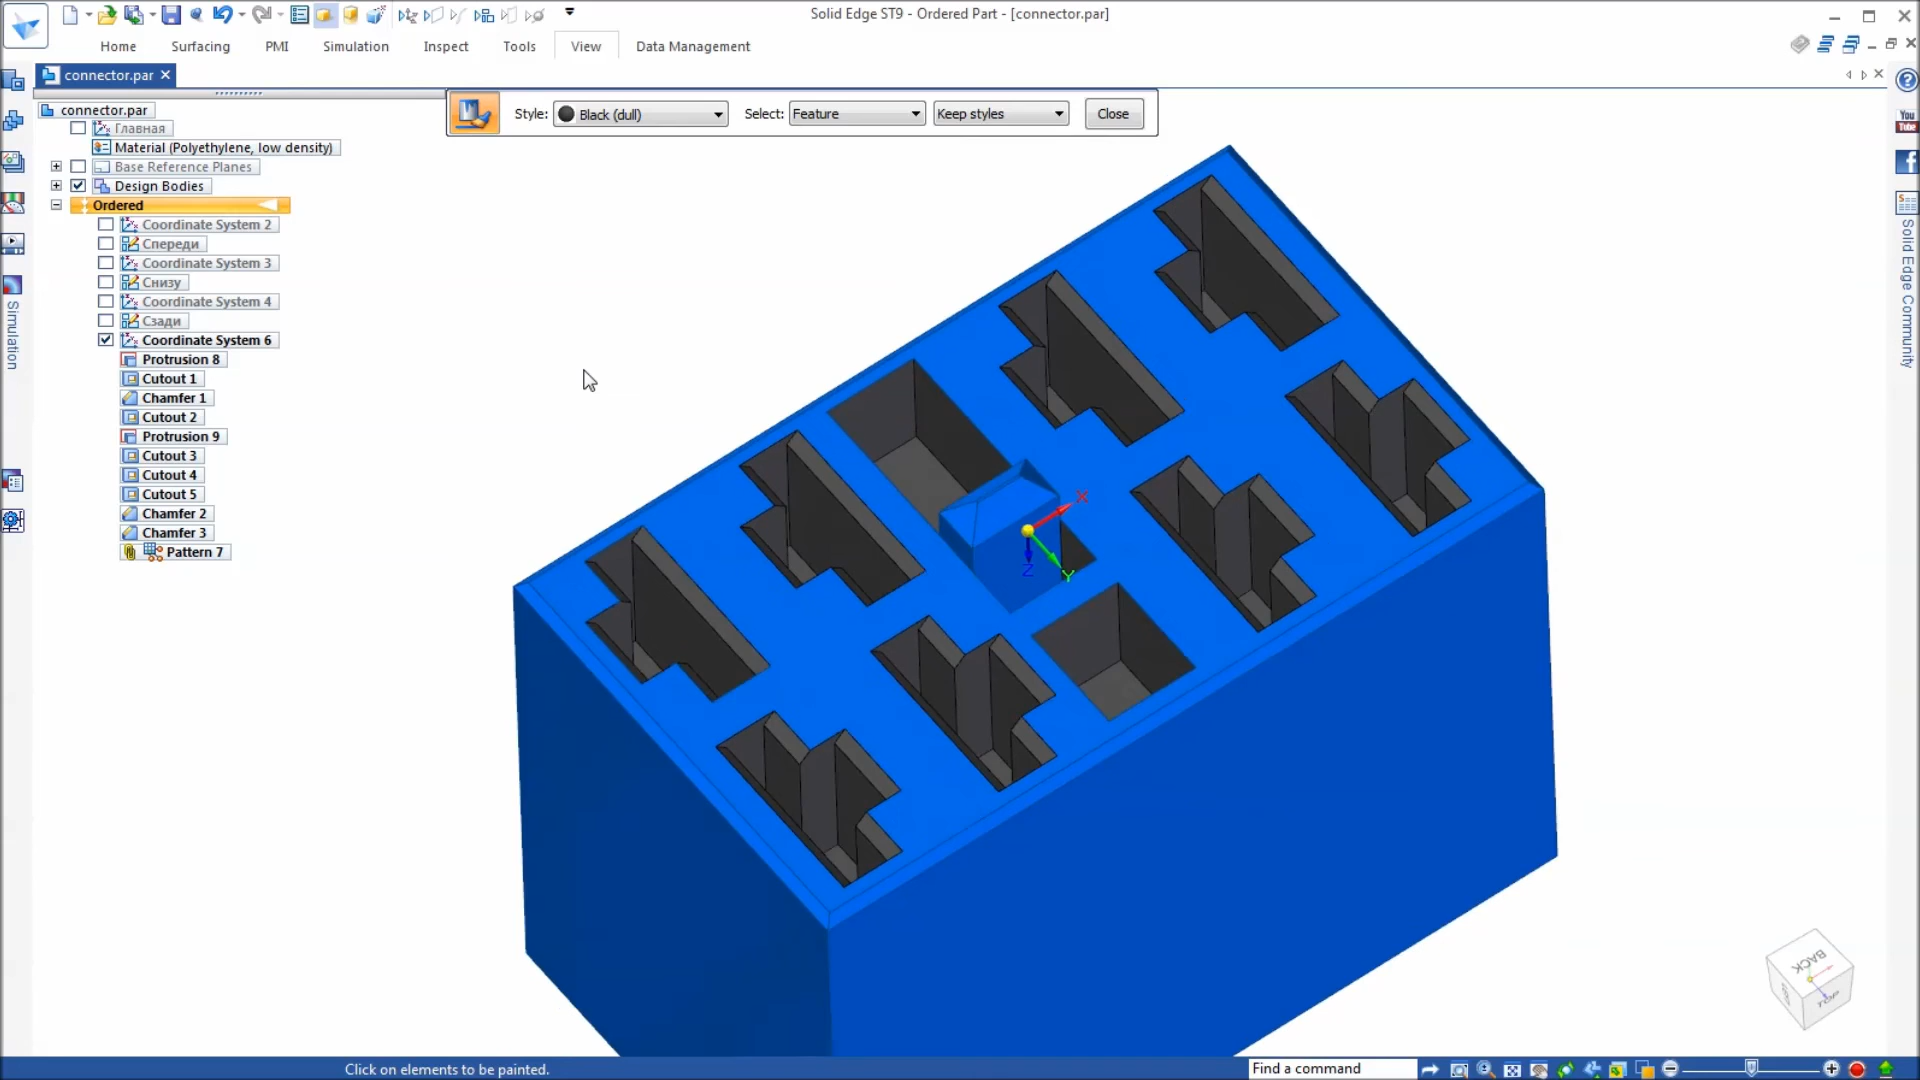 Solid Edge ST9 - Ordered Part - [connector.par]
Home Surfacing PMI Simulation Inspect Tools View Data Management
connector.par
Style: Black (dull) Select: Feature Keep styles Close
connector.par
Главная
Material (Polyethylene, low density)
Base Reference Planes
Design Bodies
Ordered
Coordinate System 2
Спереди
Coordinate System 3
Снизу
Coordinate System 4
Сзади
Coordinate System 6
Protrusion 8
Cutout 1
Chamfer 1
Cutout 2
Protrusion 9
Cutout 3
Cutout 4
Cutout 5
Chamfer 2
Chamfer 3
Pattern 7
Simulation
You
Tube
Solid Edge Community
X
Y
Z
BACK
TOP
Click on elements to be painted.
Find a command